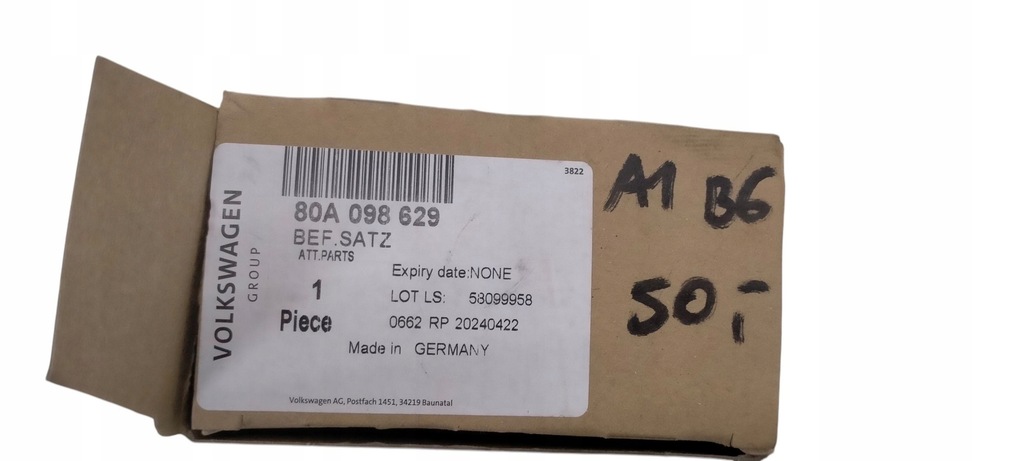 3822
VOLKSWAGEN
GROUP
80A 098 629
BEF.SATZ
ATT.PARTS
1
Piece
Expiry date:NONE
LOT LS: 58099958
0662 RP 20240422
Made in GERMANY
Volkswagen AG, Postfach 1451, 34219 Baunatal
A1 B6
50,-